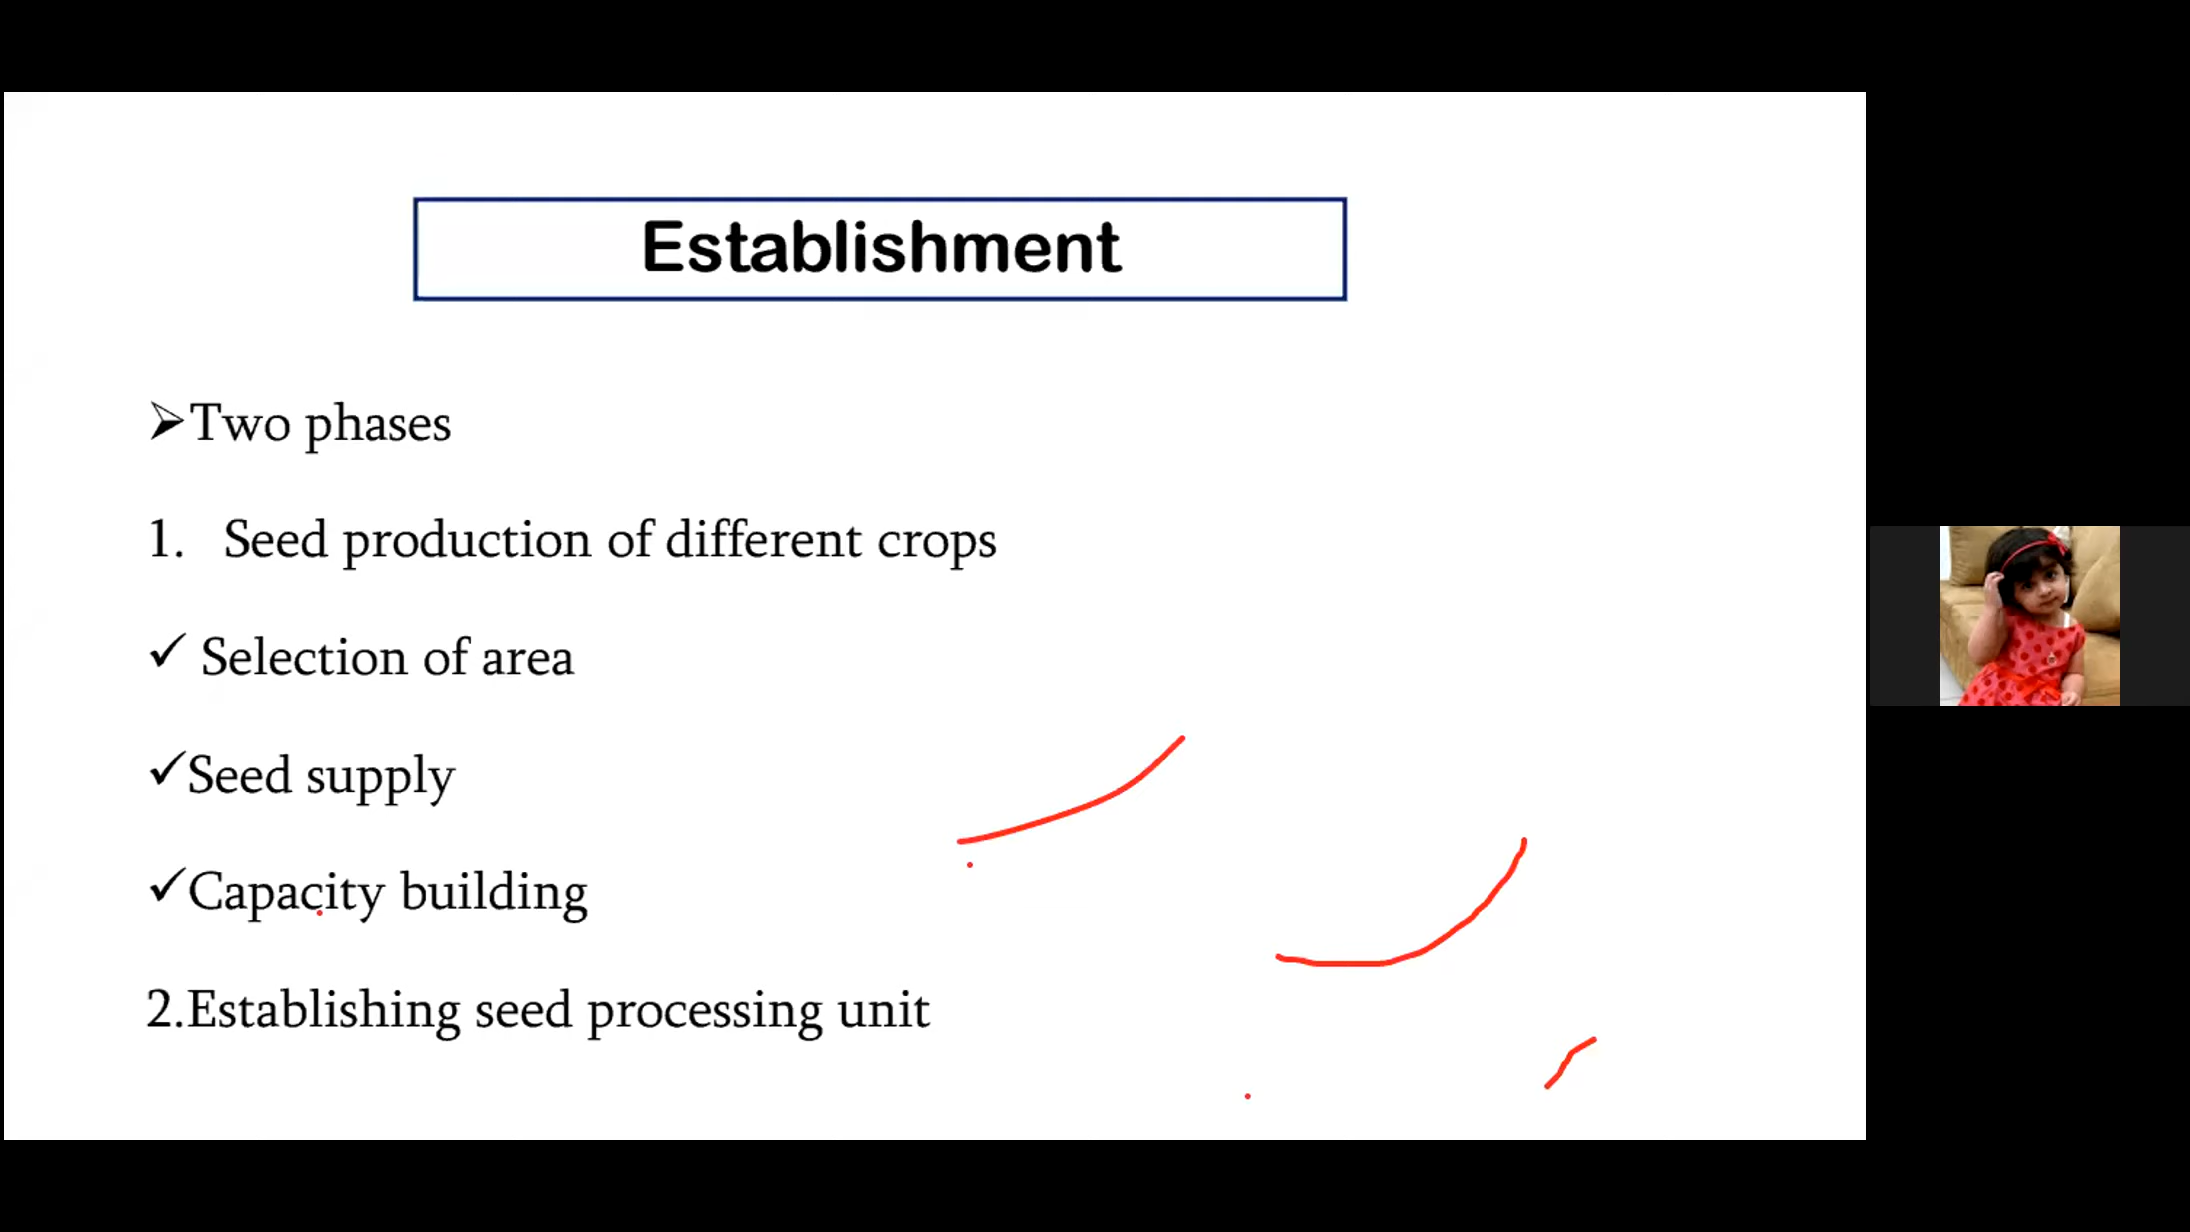 Establishment
➢Two phases
1. Seed production of different crops
✓ Selection of area
✓Seed supply
✓Capacity building
2.Establishing seed processing unit